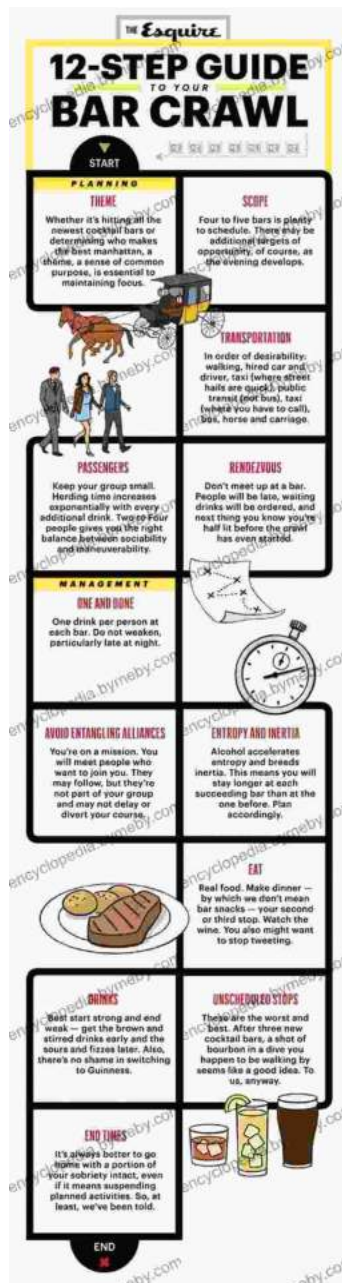 THE Esquire
12-STEP GUIDE
TO YOUR
BAR CRAWL
START
PLANNING
THEME
Whether it's hitting all the
newest cocktail bars or
determining who makes
the best manhattan, a
theme, a sense of common
purpose, is essential to
maintaining focus.
SCOPE
Four to five bars is plenty
to schedule. There may be
additional targets of
opportunity, of course, as
the evening develops.
TRANSPORTATION
In order of desirability:
walking, hired car and
driver, taxi (where street
hails are quick), public
transit (not bus), taxi
(where you have to call),
bus, horse and carriage.
PASSENGERS
Keep your group small.
Herding time increases
exponentially with every
additional drink. Two to Four
people gives you the right
balance between sociability
and maneuverability.
RENDEZVOUS
Don't meet up at a bar.
People will be late, waiting
drinks will be ordered, and
next thing you know you're
half lit before the crawl
has even started.
MANAGEMENT
ONE AND DONE
One drink per person at
each bar. Do not weaken,
particularly late at night.
AVOID ENTANGLING ALLIANCES
You're on a mission. You
will meet people who
want to join you. They
may follow, but they're
not part of your group
and may not delay or
divert your course.
ENTROPY AND INERTIA
Alcohol accelerates
entropy and breeds
inertia. This means you will
stay longer at each
succeeding bar than at the
one before. Plan
accordingly.
EAT
Real food. Make dinner —
by which we don't mean
bar snacks — your second
or third stop. Watch the
wine. You also might want
to stop tweeting.
DRINKS
Best start strong and end
weak — get the brown and
stirred drinks early and the
sours and fizzes later. Also,
there's no shame in switching
to Guinness.
UNSCHEDULED STOPS
These are the worst and
best. After three new
cocktail bars, a shot of
bourbon in a dive you
happen to be walking by
seems like a good idea. To
us, anyway.
END TIMES
It's always better to go
home with a portion of
your sobriety intact, even
if it means suspending
planned activities. So, at
least, we've been told.
END
encyclopedia.bymeby.com